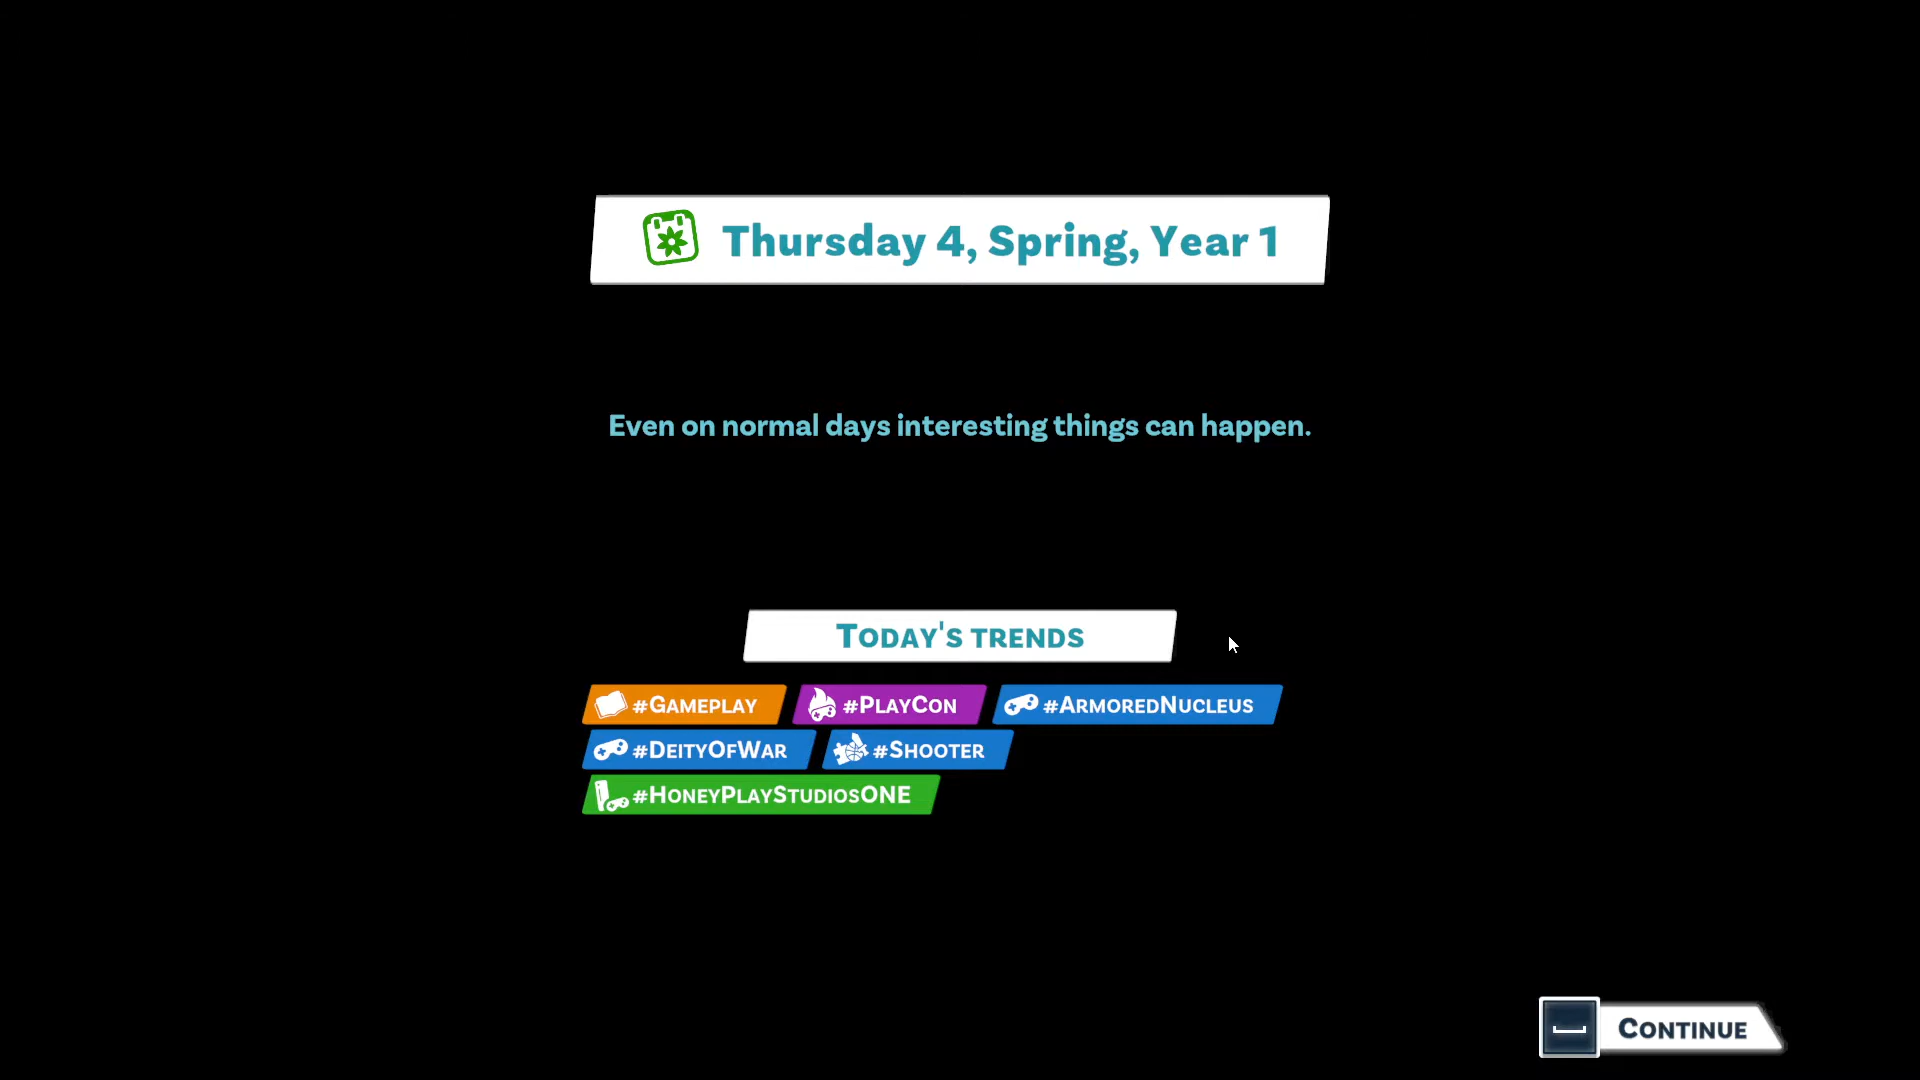 Thursday 4, Spring, Year 1
Even on normal days interesting things can happen.
Today's trends
#Gameplay #PlayCon #ArmoredNucleus
#DeityOfWar #Shooter
#HoneyPlayStudiosONE
Continue